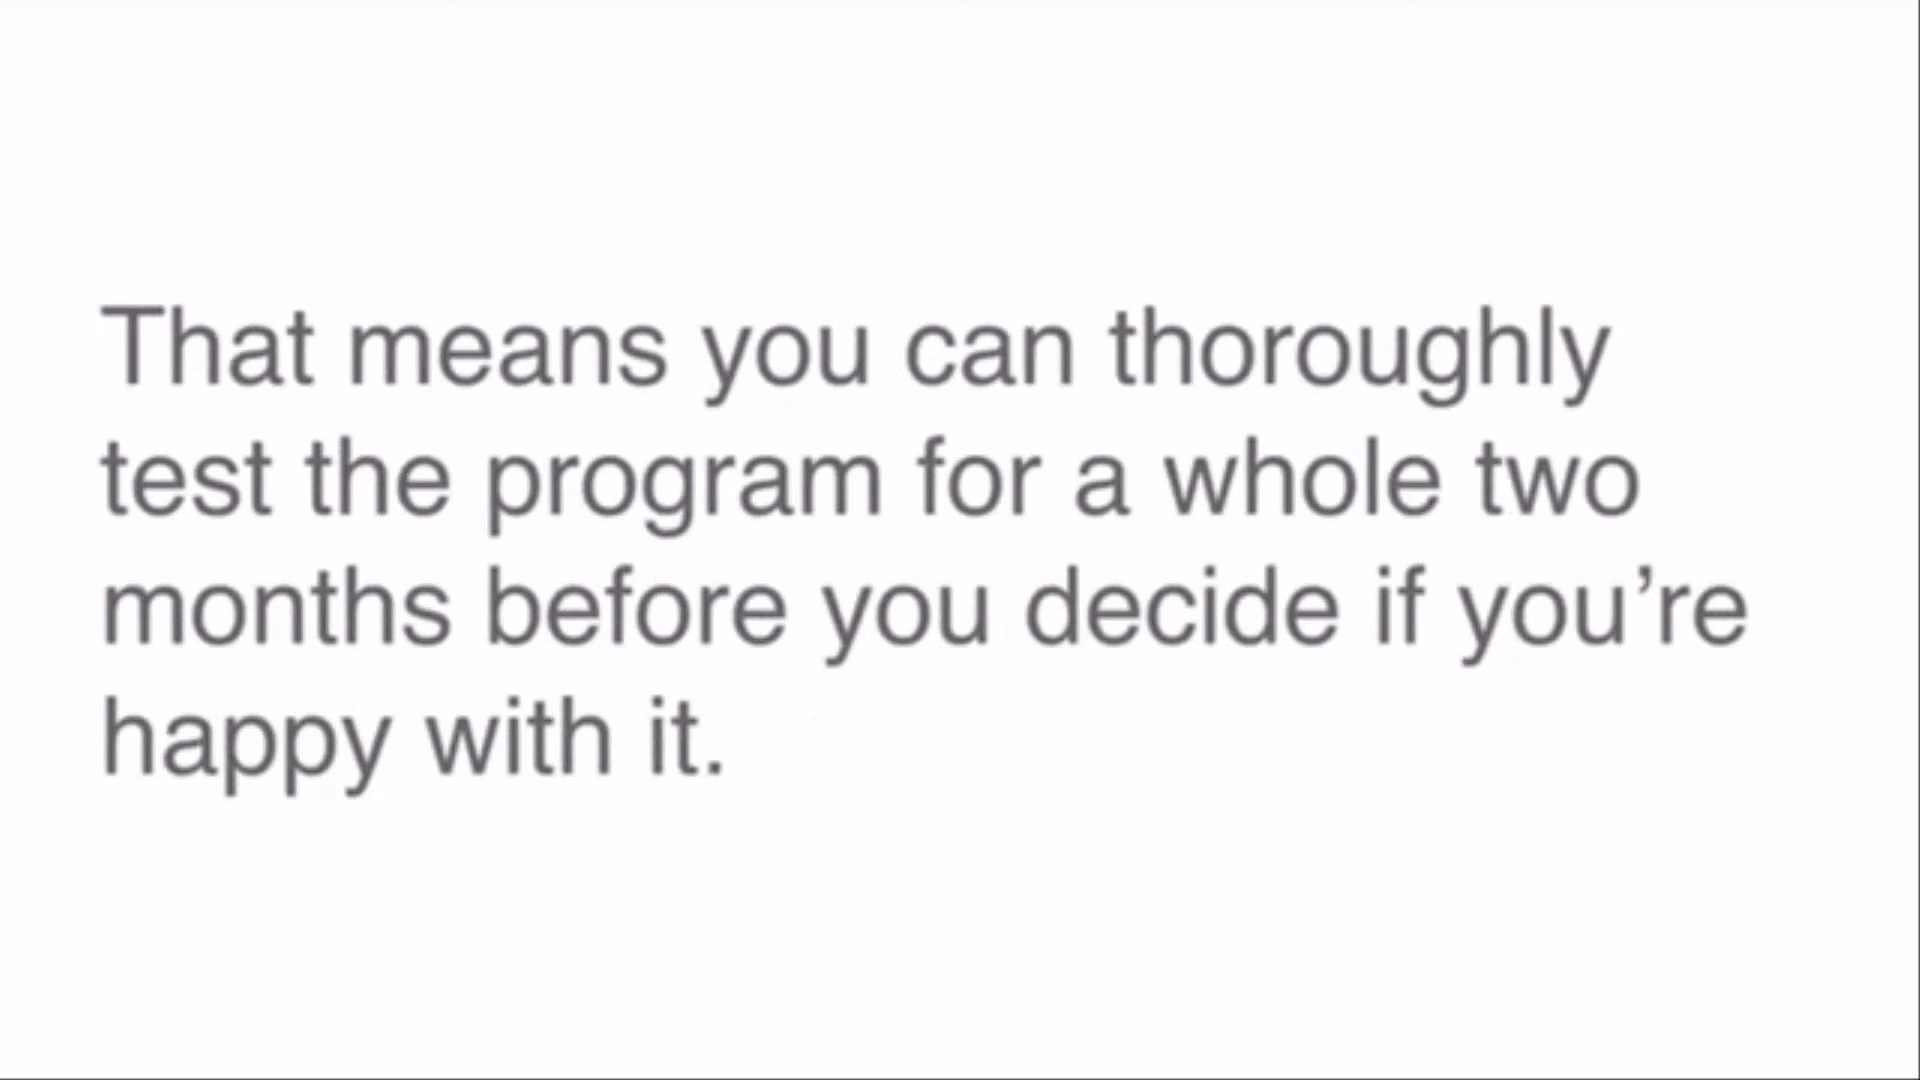 That means you can thoroughly
test the program for a whole two
months before you decide if you’re
happy with it.